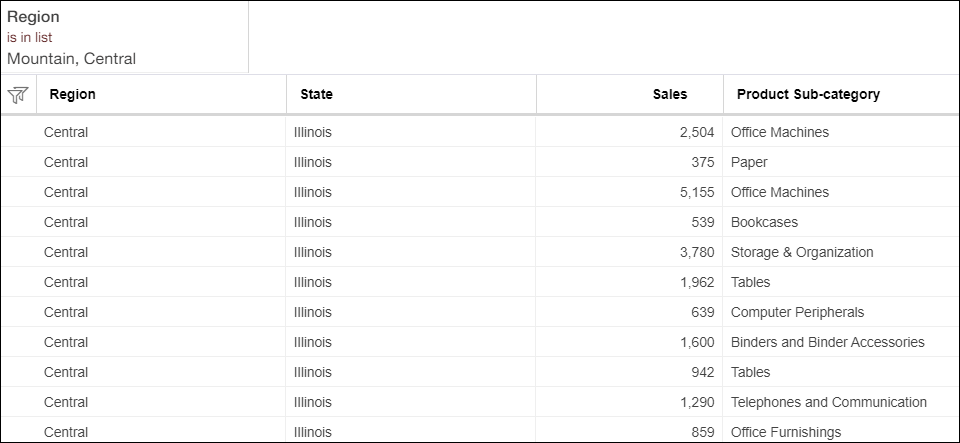 Region
is in list
Mountain, Central
Region State Sales Product Sub-category
Central Illinois 2,504 Office Machines
Central Illinois 375 Paper
Central Illinois 5,155 Office Machines
Central Illinois 539 Bookcases
Central Illinois 3,780 Storage & Organization
Central Illinois 1,962 Tables
Central Illinois 639 Computer Peripherals
Central Illinois 1,600 Binders and Binder Accessories
Central Illinois 942 Tables
Central Illinois 1,290 Telephones and Communication
Central Illinois 859 Office Furnishings